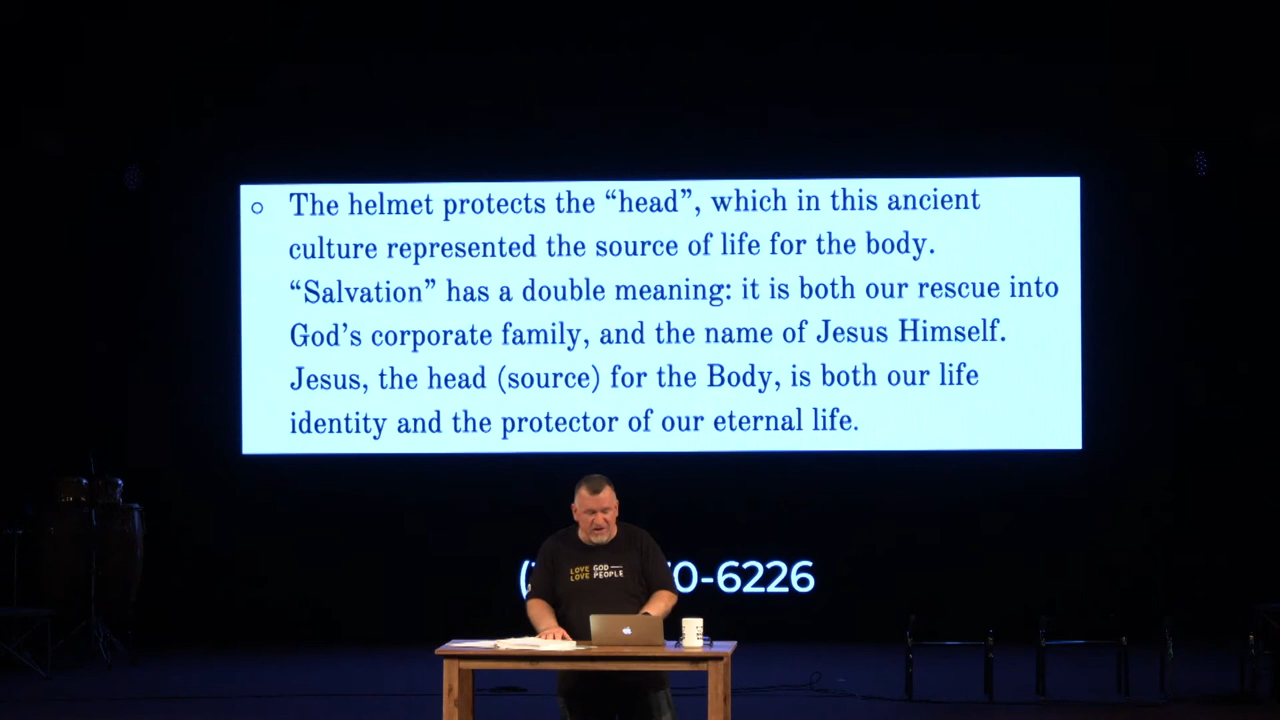 The helmet protects the “head”, which in this ancient
culture represented the source of life for the body.
“Salvation” has a double meaning: it is both our rescue into
God’s corporate family, and the name of Jesus Himself.
Jesus, the head (source) for the Body, is both our life
identity and the protector of our eternal life.
0-6226
LOVE GOD
LOVE PEOPLE